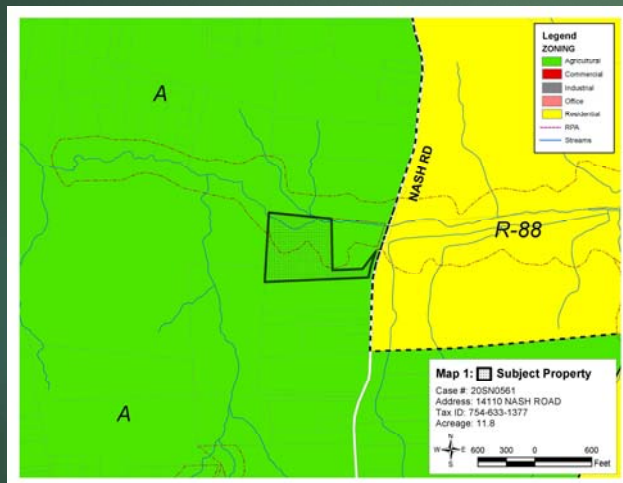 A
Legend
ZONING
Agricultural
Commercial
Industrial
Office
Residential
RPA
Streams
NASH RD
R-88
A
Map 1: Subject Property
Case #: 20SN0561
Address: 14110 NASH ROAD
Tax ID: 754-633-1377
Acreage: 11.8
N
W E
S
600 300 0 600
Feet